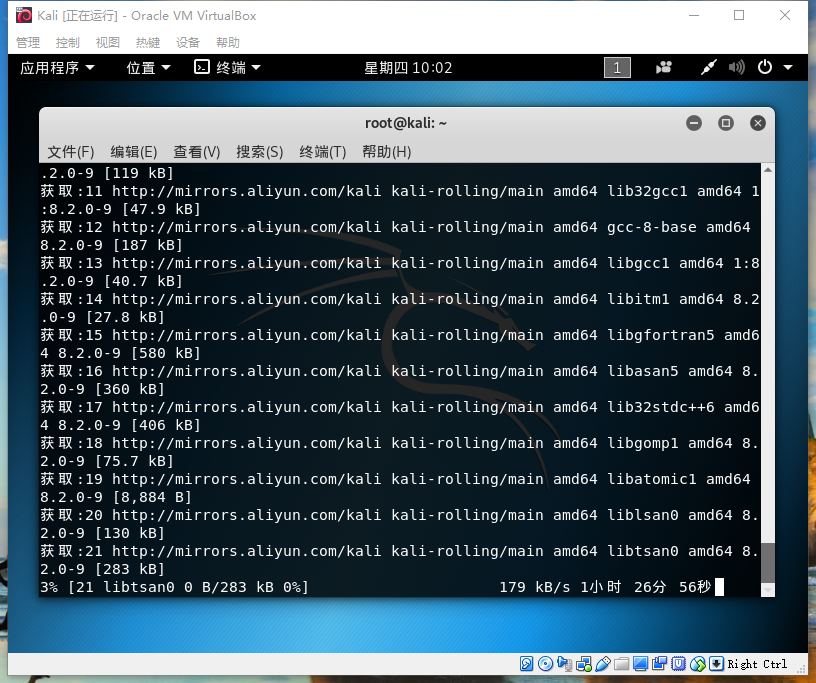 Kali [正在运行] - Oracle VM VirtualBox
管理 控制 视图 热键 设备 帮助
应用程序 位置 终端 星期四 10:02 1
root@kali: ~
文件(F) 编辑(E) 查看(V) 搜索(S) 终端(T) 帮助(H)
.2.0-9 [119 kB]
获取:11 http://mirrors.aliyun.com/kali kali-rolling/main amd64 lib32gcc1 amd64 1
:8.2.0-9 [47.9 kB]
获取:12 http://mirrors.aliyun.com/kali kali-rolling/main amd64 gcc-8-base amd64
8.2.0-9 [187 kB]
获取:13 http://mirrors.aliyun.com/kali kali-rolling/main amd64 libgcc1 amd64 1:8
.2.0-9 [40.7 kB]
获取:14 http://mirrors.aliyun.com/kali kali-rolling/main amd64 libitm1 amd64 8.2
.0-9 [27.8 kB]
获取:15 http://mirrors.aliyun.com/kali kali-rolling/main amd64 libgfortran5 amd6
4 8.2.0-9 [580 kB]
获取:16 http://mirrors.aliyun.com/kali kali-rolling/main amd64 libasan5 amd64 8.
2.0-9 [360 kB]
获取:17 http://mirrors.aliyun.com/kali kali-rolling/main amd64 lib32stdc++6 amd6
4 8.2.0-9 [406 kB]
获取:18 http://mirrors.aliyun.com/kali kali-rolling/main amd64 libgomp1 amd64 8.
2.0-9 [75.7 kB]
获取:19 http://mirrors.aliyun.com/kali kali-rolling/main amd64 libatomic1 amd64
8.2.0-9 [8,884 B]
获取:20 http://mirrors.aliyun.com/kali kali-rolling/main amd64 liblsan0 amd64 8.
2.0-9 [130 kB]
获取:21 http://mirrors.aliyun.com/kali kali-rolling/main amd64 libtsan0 amd64 8.
2.0-9 [283 kB]
3% [21 libtsan0 0 B/283 kB 0%] 179 kB/s 1小时 26分 56秒
Right Ctrl